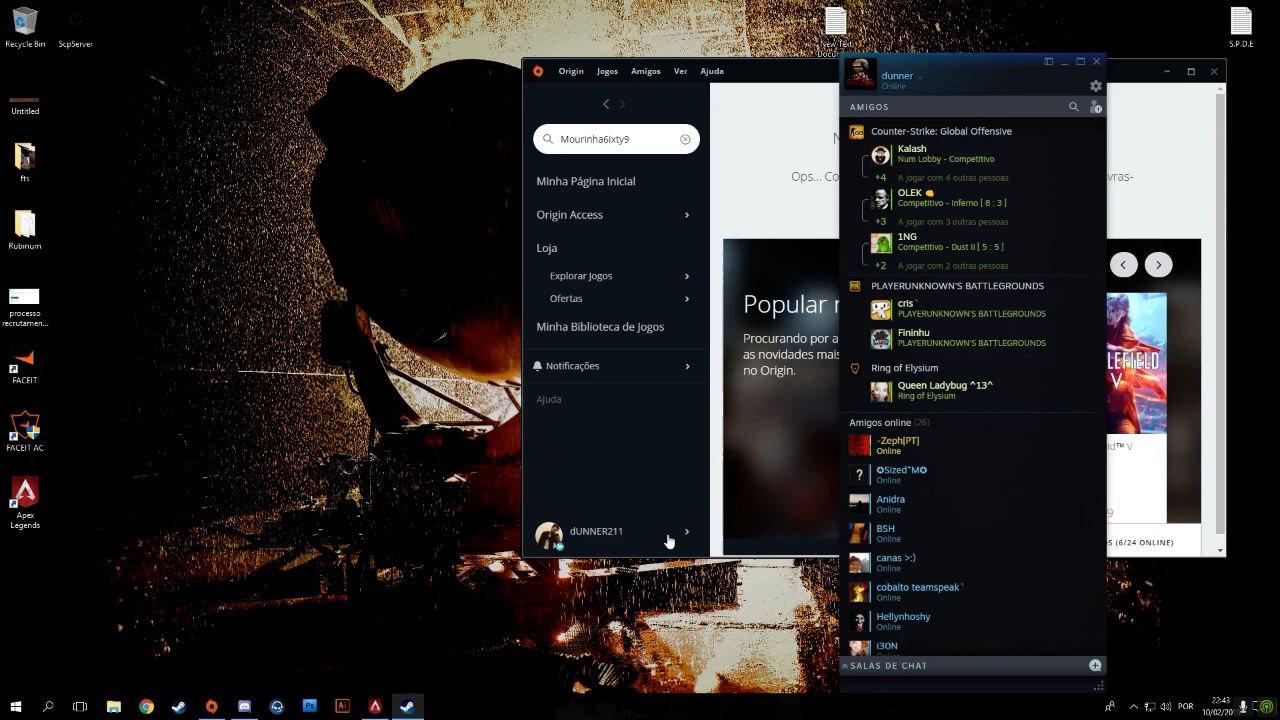 Recycle Bin
ScpServer
Untitled
fts
Rubinum
processo
recrutamen...
FACEIT
FACEIT AC
Apex
Legends
New Text
S.P.D.E
Origin
Jogos
Amigos
Ver
Ajuda
Mourinha6ixty9
Minha Página Inicial
Origin Access
Loja
Explorar Jogos
Ofertas
Minha Biblioteca de Jogos
Notificações
Ajuda
dUNNER211
Ops... Co
vras-
Popular r
Procurando por a
as novidades mais
no Origin.
V
S (6/24 ONLINE)
dunner
Online
AMIGOS
Counter-Strike: Global Offensive
Kalash
Num Lobby - Competitivo
+4 A jogar com 4 outras pessoas
OLEK
Competitivo - Inferno [ 8 : 3 ]
+3 A jogar com 3 outras pessoas
1NG
Competitivo - Dust II [ 5 : 5 ]
+2 A jogar com 2 outras pessoas
PLAYERUNKNOWN'S BATTLEGROUNDS
cris *
PLAYERUNKNOWN'S BATTLEGROUNDS
Fininhu
PLAYERUNKNOWN'S BATTLEGROUNDS
Ring of Elysium
Queen Ladybug ^13^
Ring of Elysium
Amigos online (26)
-Zeph[PT]
Online
✪Sized"M✪
Online
Anidra
Online
BSH
Online
canas >:)
Online
cobalto teamspeak *
Online
Hellynhoshy
Online
i3ON
SALAS DE CHAT
POR
22:43
10/02/20